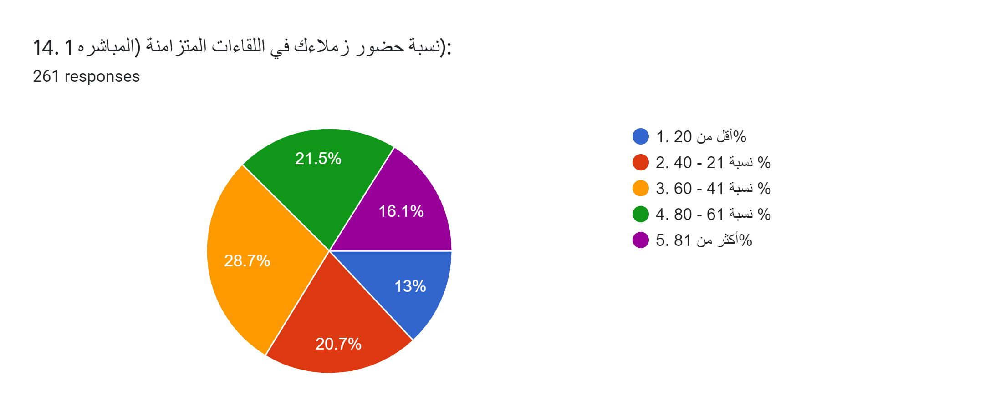 14. 1 نسبة حضور زملاءك في اللقاءات المتزامنة (المباشره):
261 responses
21.5%
16.1%
28.7%
13%
20.7%
1. أقل من 20%
2. نسبة 21 - 40 %
3. نسبة 41 - 60 %
4. نسبة 61 - 80 %
5. أكثر من 81%